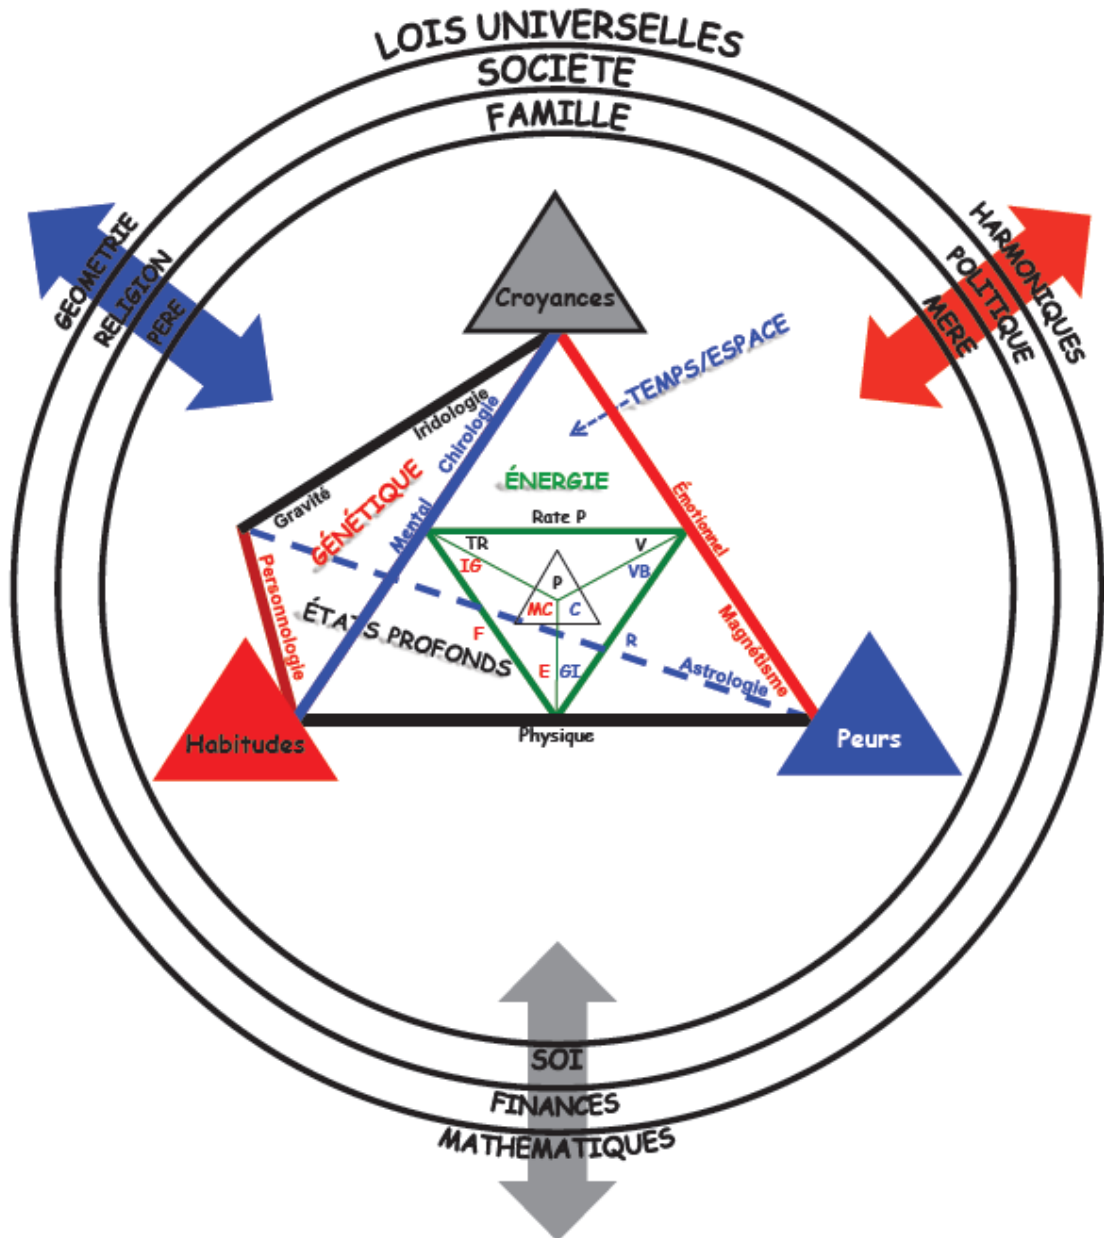 LOIS UNIVERSELLES
SOCIETE
FAMILLE
GEOMETRIE
RELIGION
PERE
HARMONIQUES
POLITIQUE
MERE
Croyances
TEMPS/ESPACE
Iridologie
Chirologie
Gravité
GÉNÉTIQUE
Mental
ÉNERGIE
Émotionnel
Rate P
TR
V
IG
VB
P
MC
C
Personnologie
ÉTATS PROFONDS
F
R
E
GI
Astrologie
Magnétisme
Habitudes
Physique
Peurs
SOI
FINANCES
MATHEMATIQUES